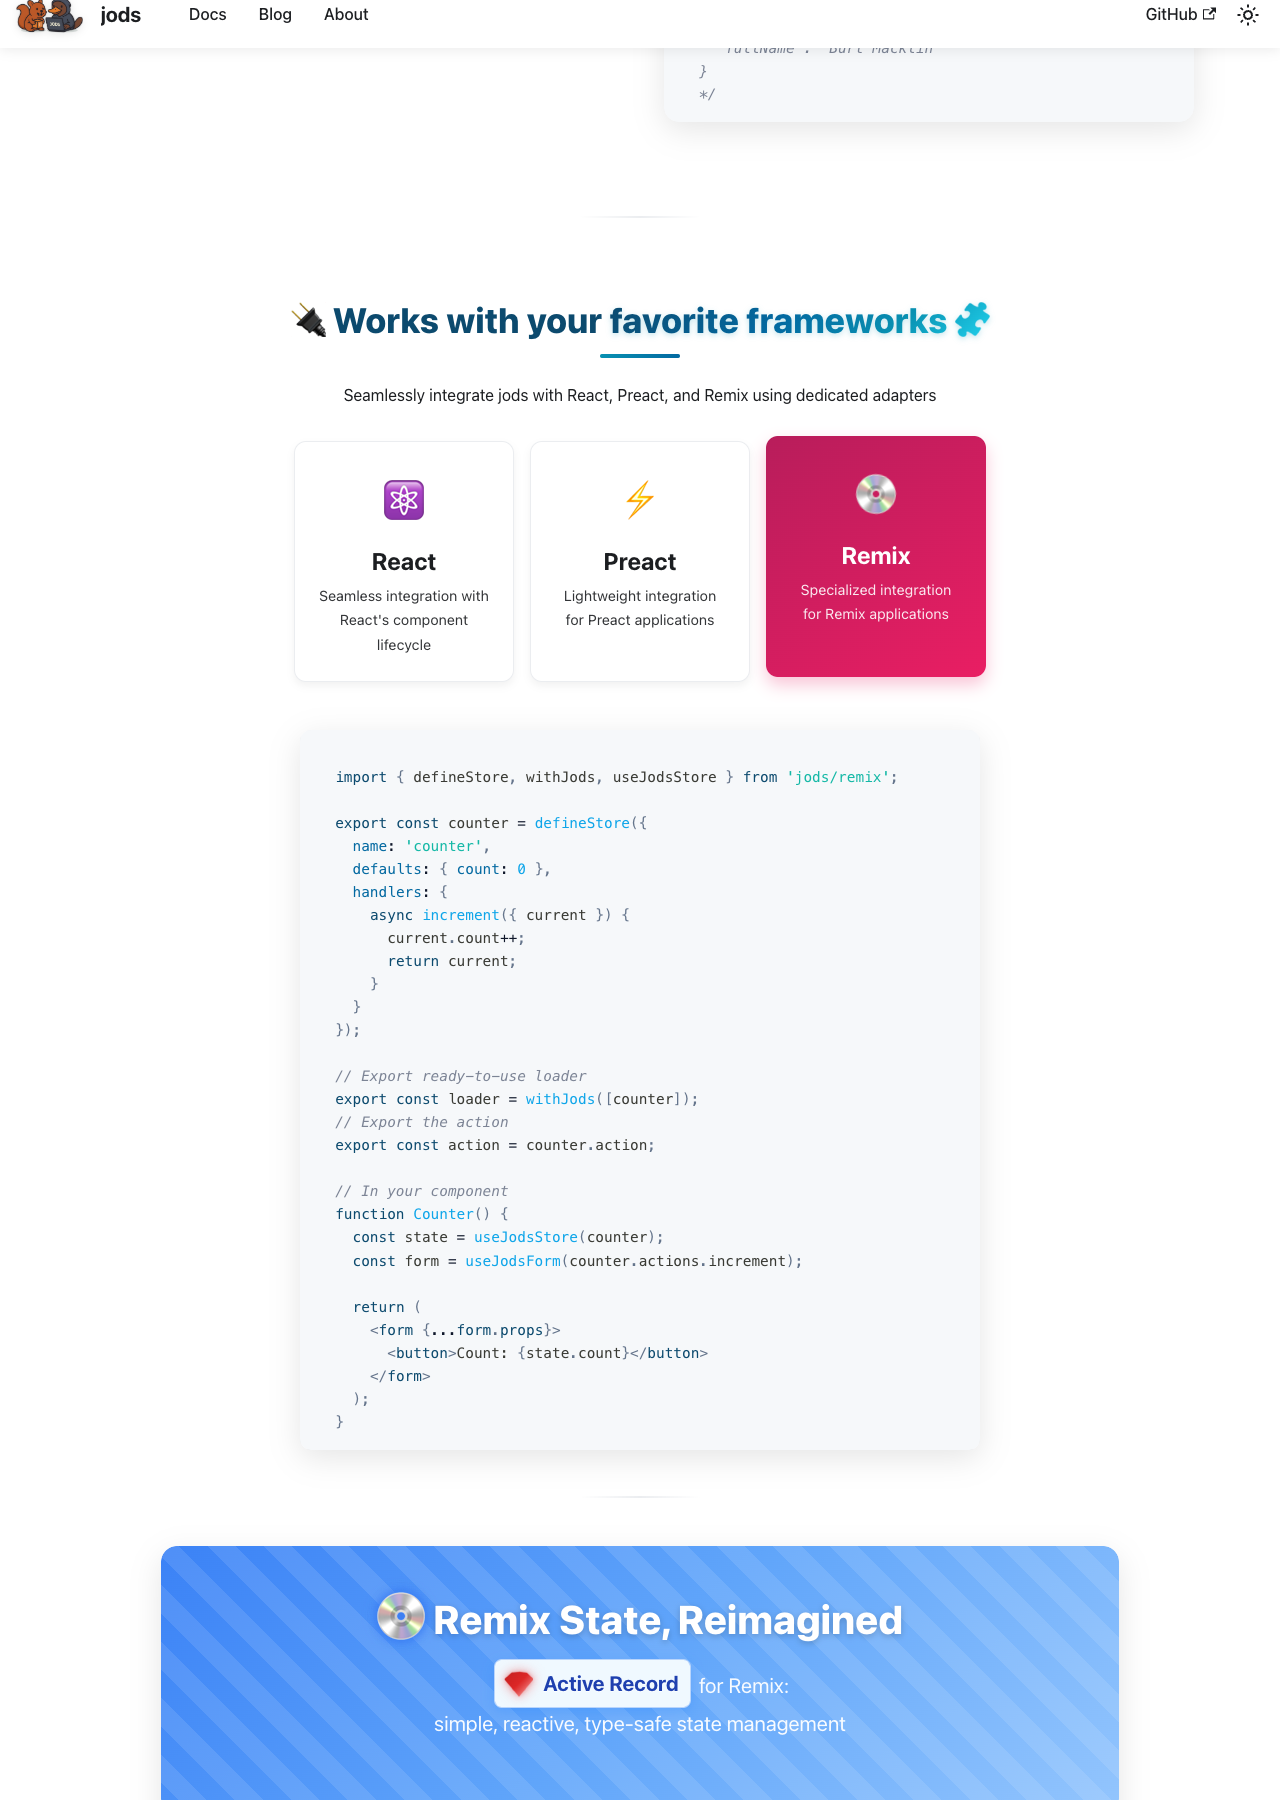 jods
Docs
Blog
About
GitHub
"fullName": "Burt Macklin"
}
*/
Works with your favorite frameworks
Seamlessly integrate jods with React, Preact, and Remix using dedicated adapters
React
Seamless integration with
React's component
lifecycle
Preact
Lightweight integration
for Preact applications
Remix
Specialized integration
for Remix applications
import { defineStore, withJods, useJodsStore } from 'jods/remix';
export const counter = defineStore({
  name: 'counter',
  defaults: { count: 0 },
  handlers: {
    async increment({ current }) {
      current.count++;
      return current;
    }
  }
});
// Export ready-to-use loader
export const loader = withJods([counter]);
// Export the action
export const action = counter.action;
// In your component
function Counter() {
  const state = useJodsStore(counter);
  const form = useJodsForm(counter.actions.increment);
  return (
    <form {...form.props}>
      <button>Count: {state.count}</button>
    </form>
  );
}
Remix State, Reimagined
Active Record for Remix:
simple, reactive, type-safe state management